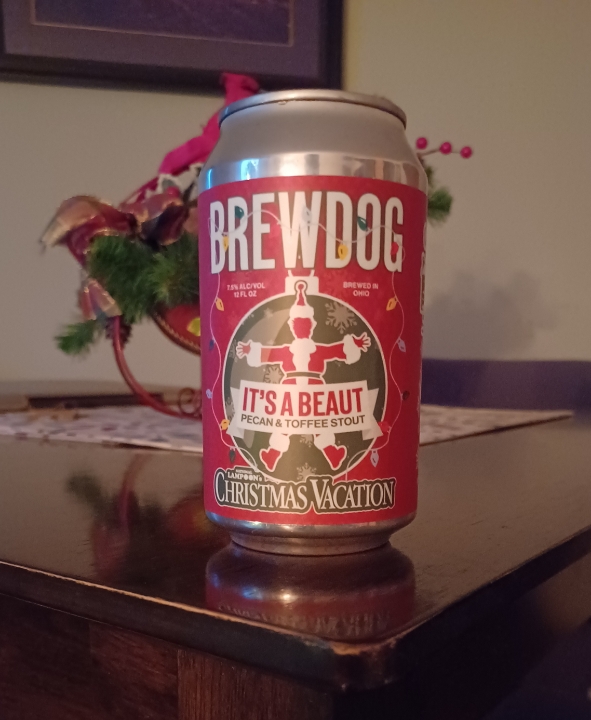 BREWDOG
7.5% ALC/VOL
12 FL OZ
BREWED IN
OHIO
IT'S A BEAUT
PECAN & TOFFEE STOUT
LAMPOON'S
CHRISTMAS VACATION